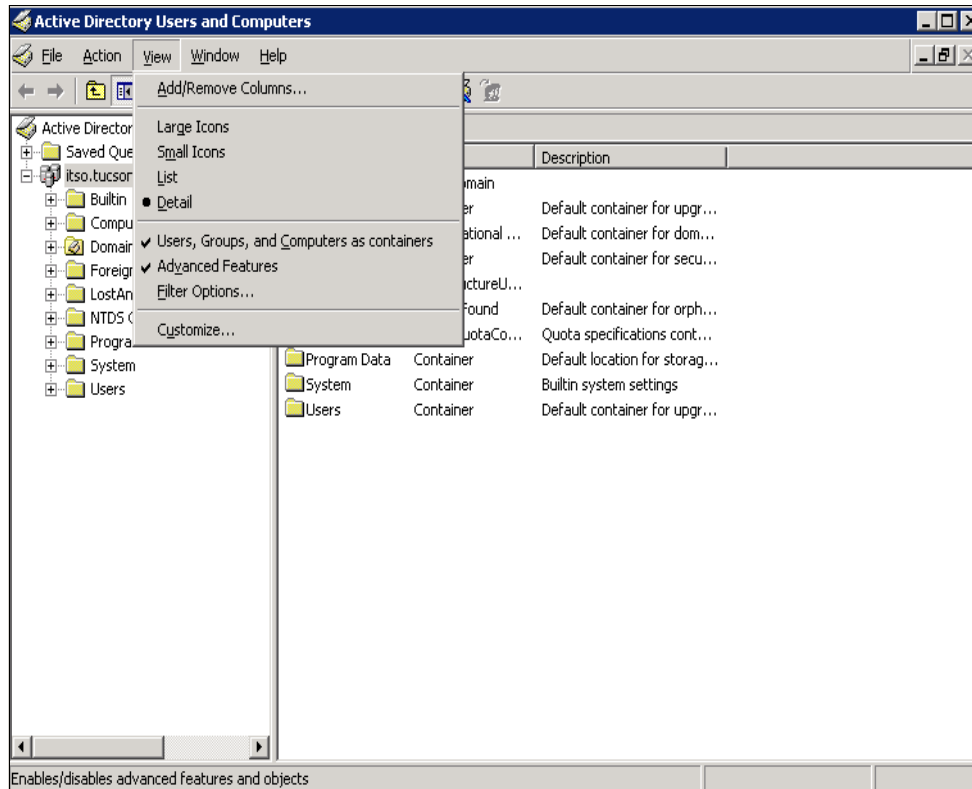 Active Directory Users and Computers
File Action View Window Help
Add/Remove Columns...
Large Icons
Small Icons
List
Detail
Users, Groups, and Computers as containers
Advanced Features
Filter Options...
Customize...
Active Director
Saved Que
itso.tucson
Builtin
Compu
Domain
Foreign
LostAn
NTDS
Progra
System
Users
Description
main
er Default container for upgr...
ational ... Default container for dom...
er Default container for secu...
uctureU...
Found Default container for orph...
uotaCo... Quota specifications cont...
Program Data Container Default location for storag...
System Container Builtin system settings
Users Container Default container for upgr...
Enables/disables advanced features and objects